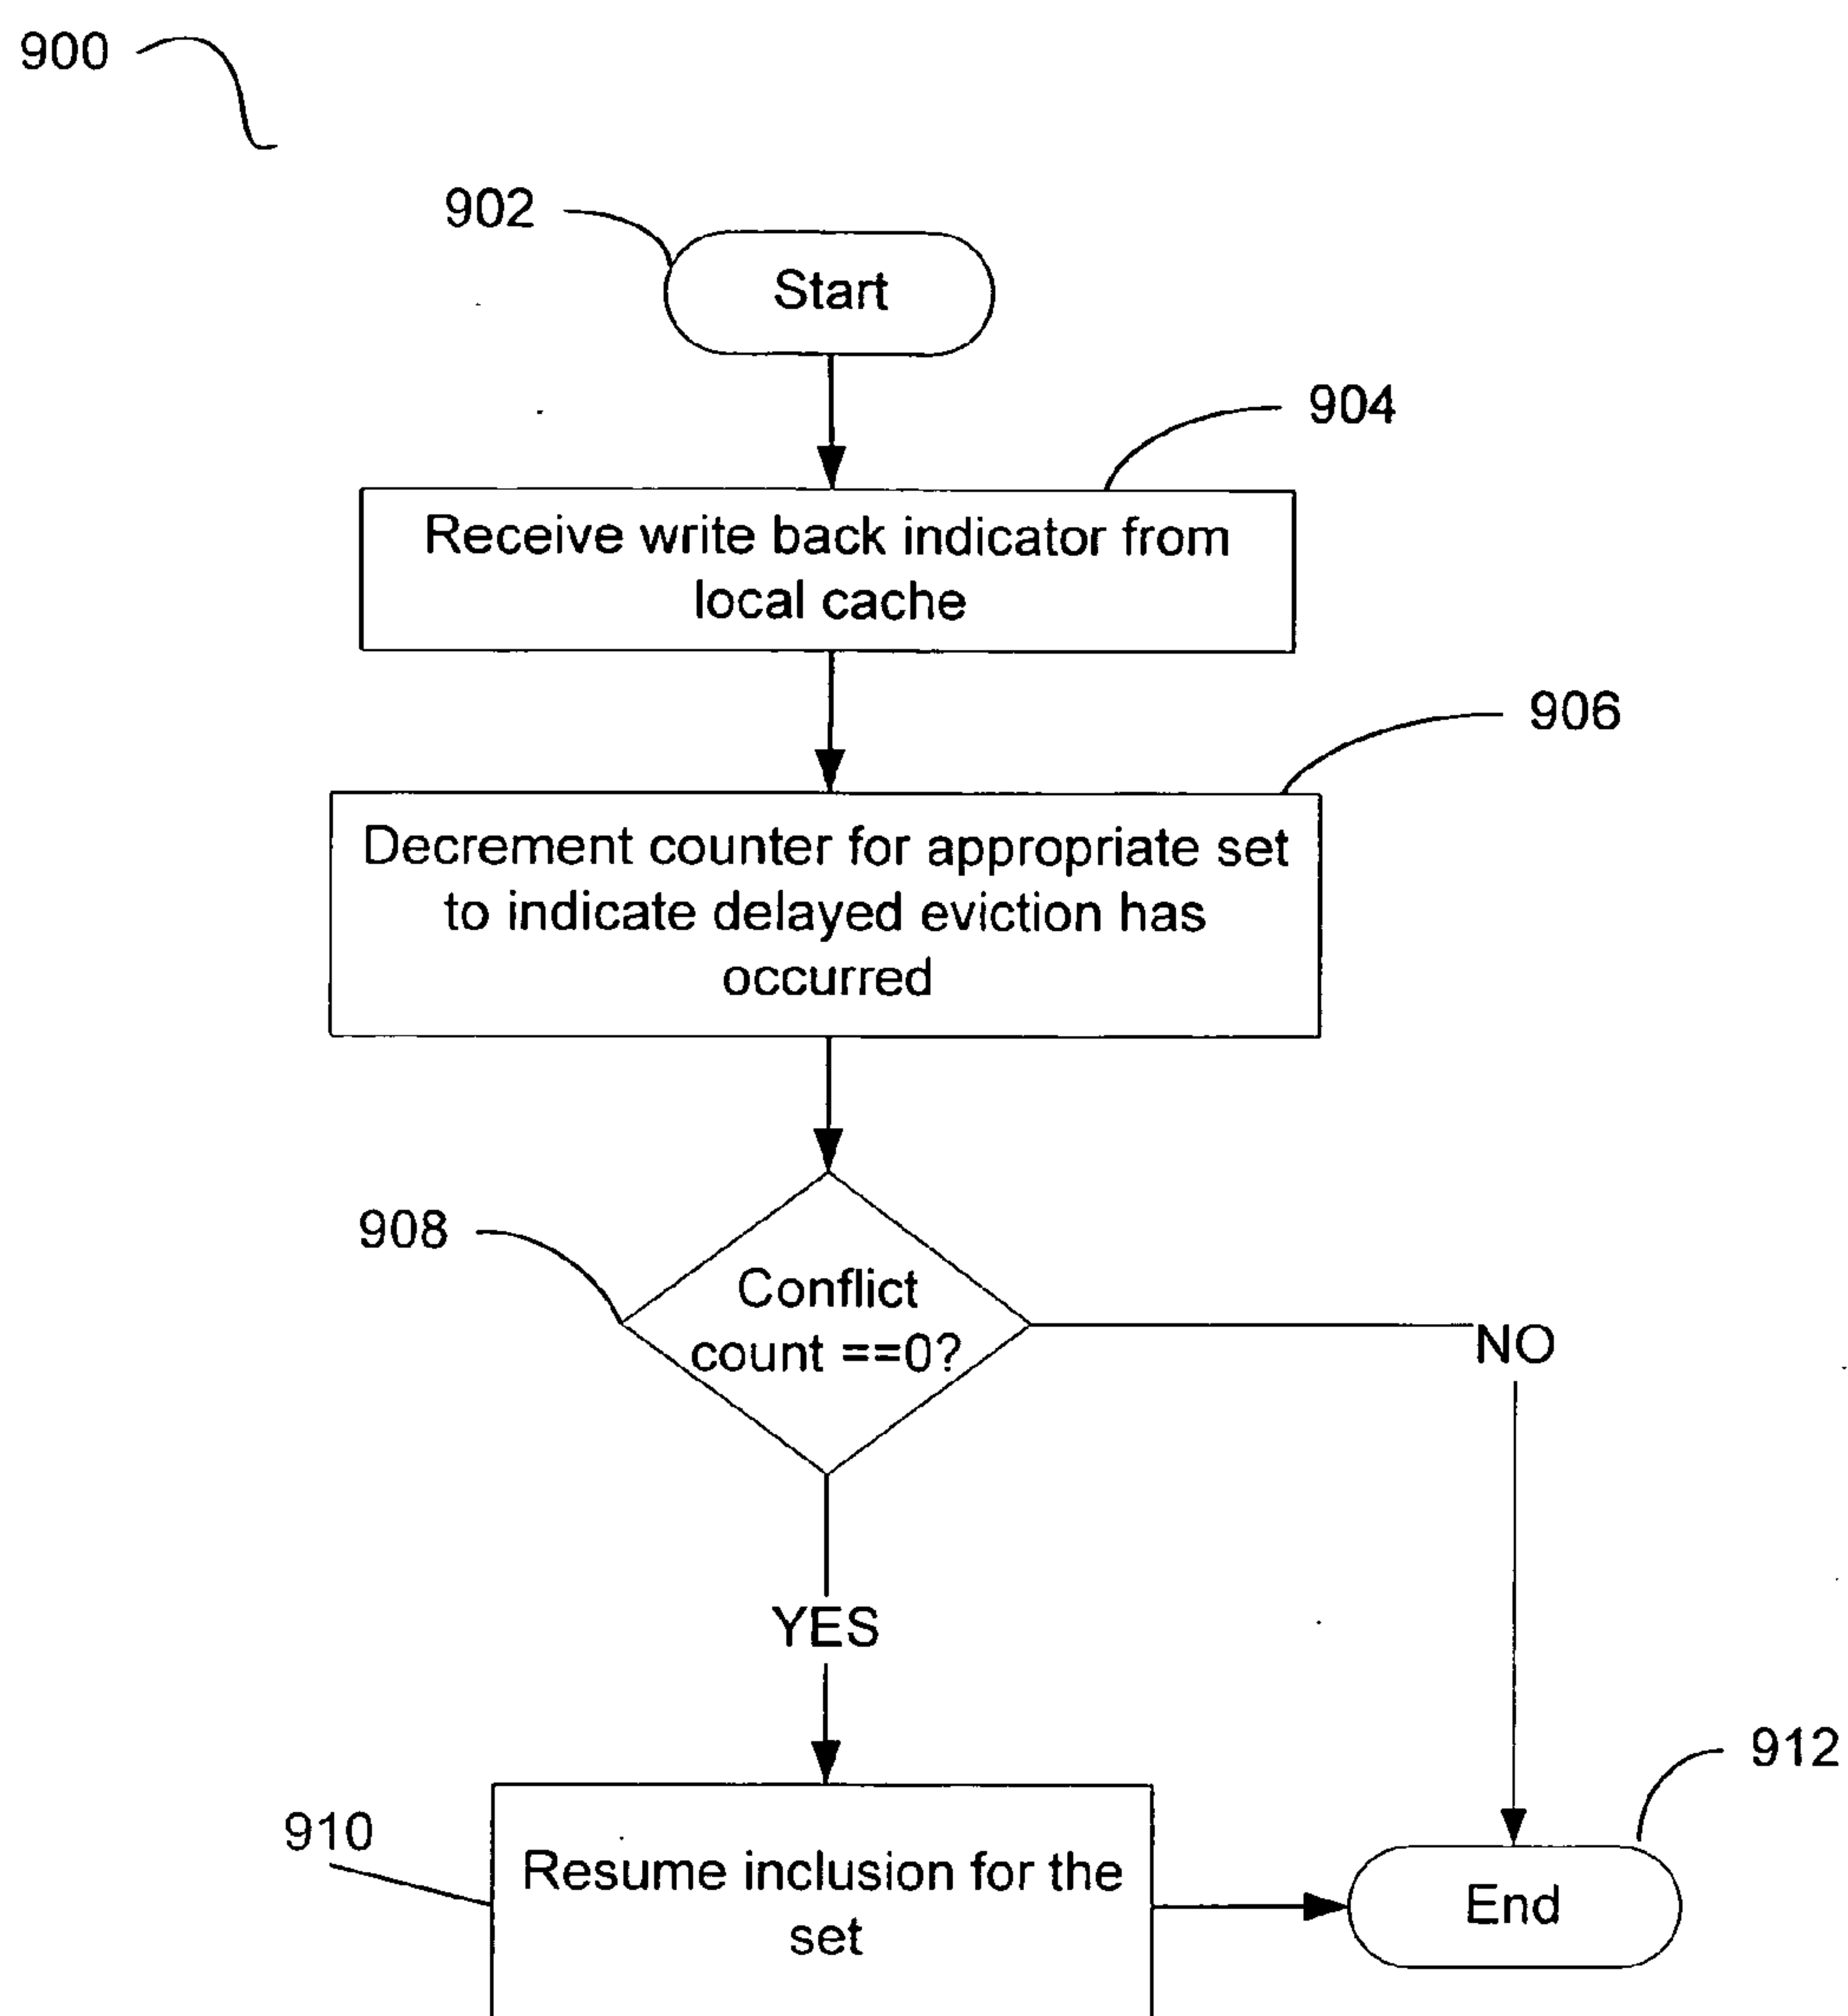 900
902
Start
904
Receive write back indicator from
local cache
906
Decrement counter for appropriate set
to indicate delayed eviction has
occurred
908
Conflict
count ==0?
NO
YES
912
910
Resume inclusion for the
set
End